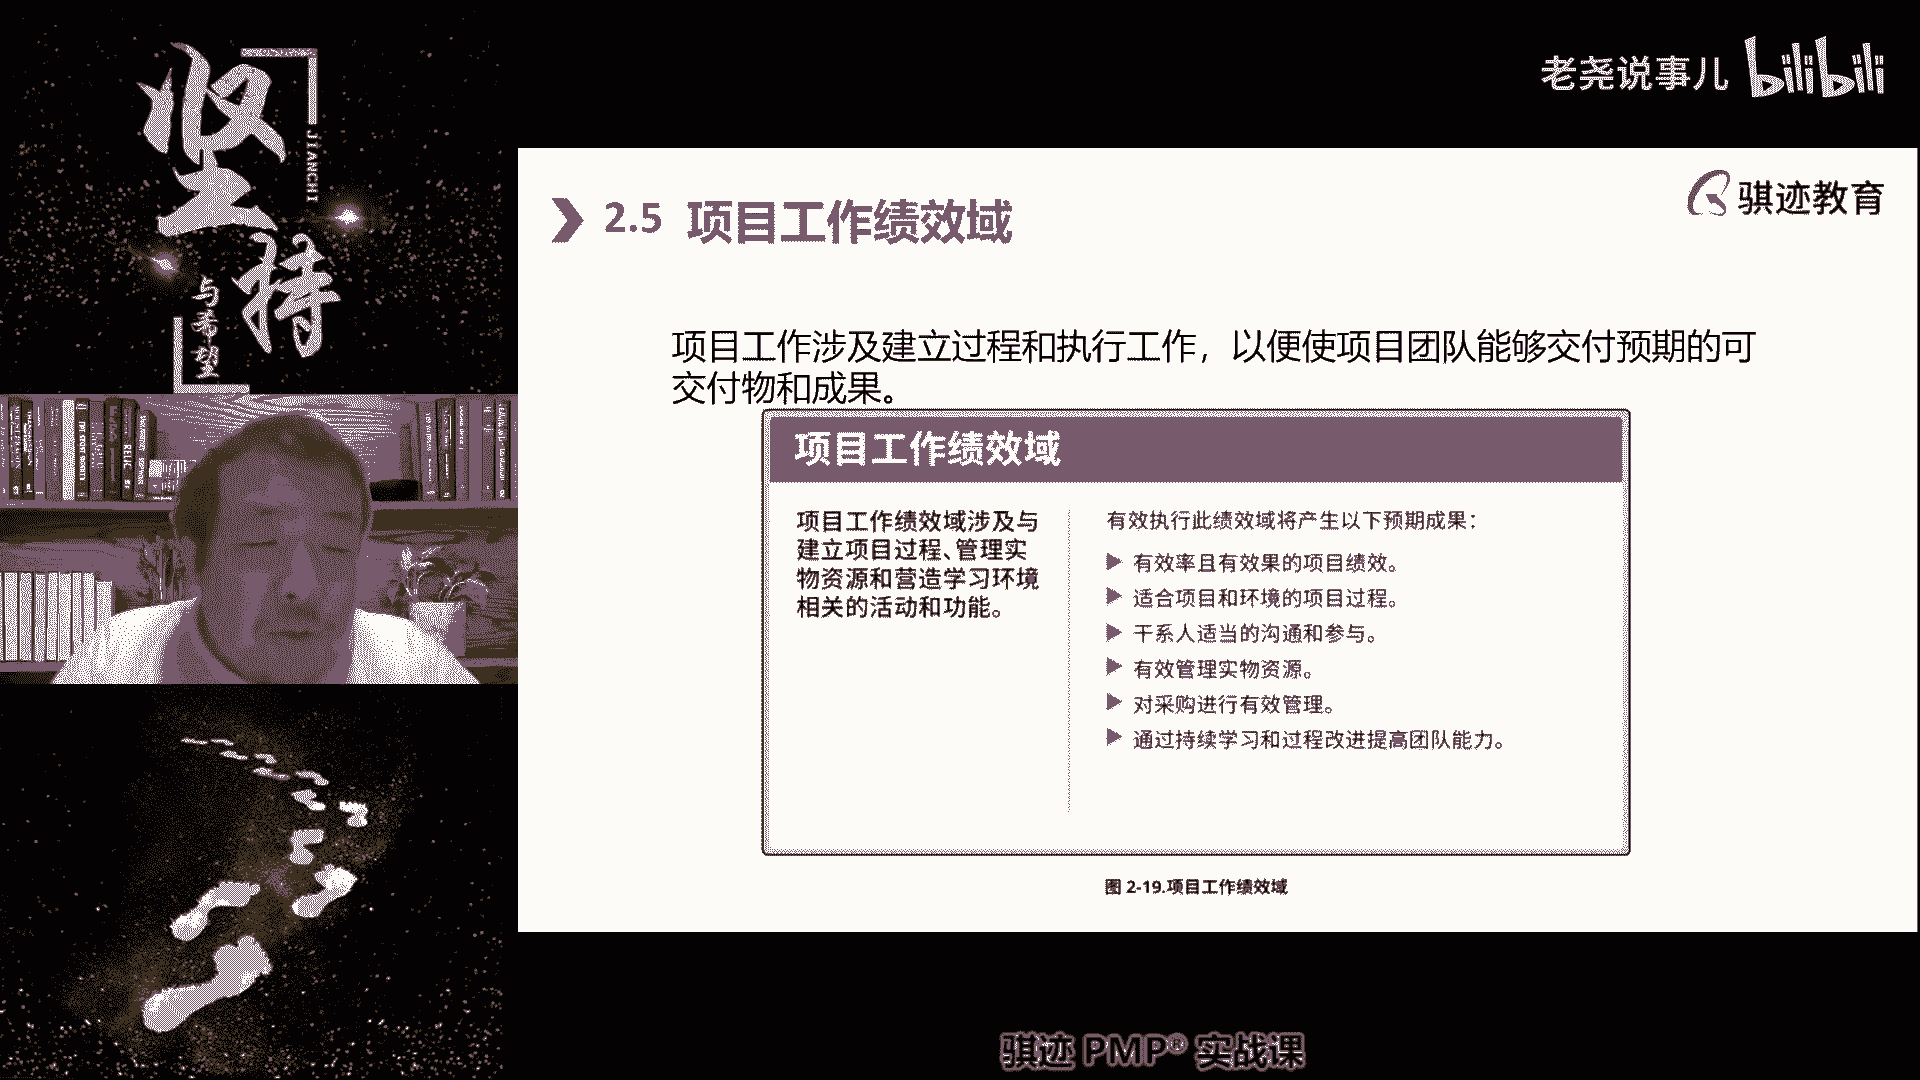 坚持
JIANCHI
与希望
老尧说事儿 bilibili
骐迹教育
2.5 项目工作绩效域
项目工作涉及建立过程和执行工作，以便使项目团队能够交付预期的可
交付物和成果。
项目工作绩效域
项目工作绩效域涉及与
建立项目过程、管理实
物资源和营造学习环境
相关的活动和功能。
有效执行此绩效域将产生以下预期成果：
有效率且有效果的项目绩效。
适合项目和环境的项目过程。
干系人适当的沟通和参与。
有效管理实物资源。
对采购进行有效管理。
通过持续学习和过程改进提高团队能力。
图 2-19.项目工作绩效域
骐迹 PMP® 实战课